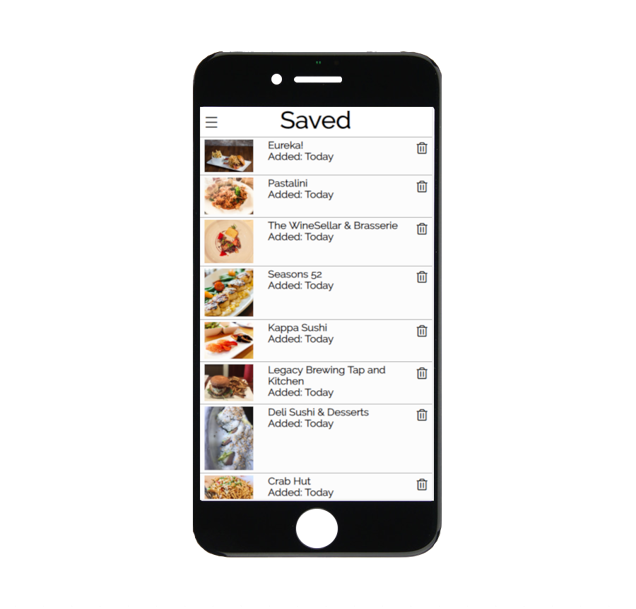 Saved
Eureka!
Added: Today
Pastalini
Added: Today
The WineSellar & Brasserie
Added: Today
Seasons 52
Added: Today
Kappa Sushi
Added: Today
Legacy Brewing Tap and
Kitchen
Added: Today
Deli Sushi & Desserts
Added: Today
Crab Hut
Added: Today